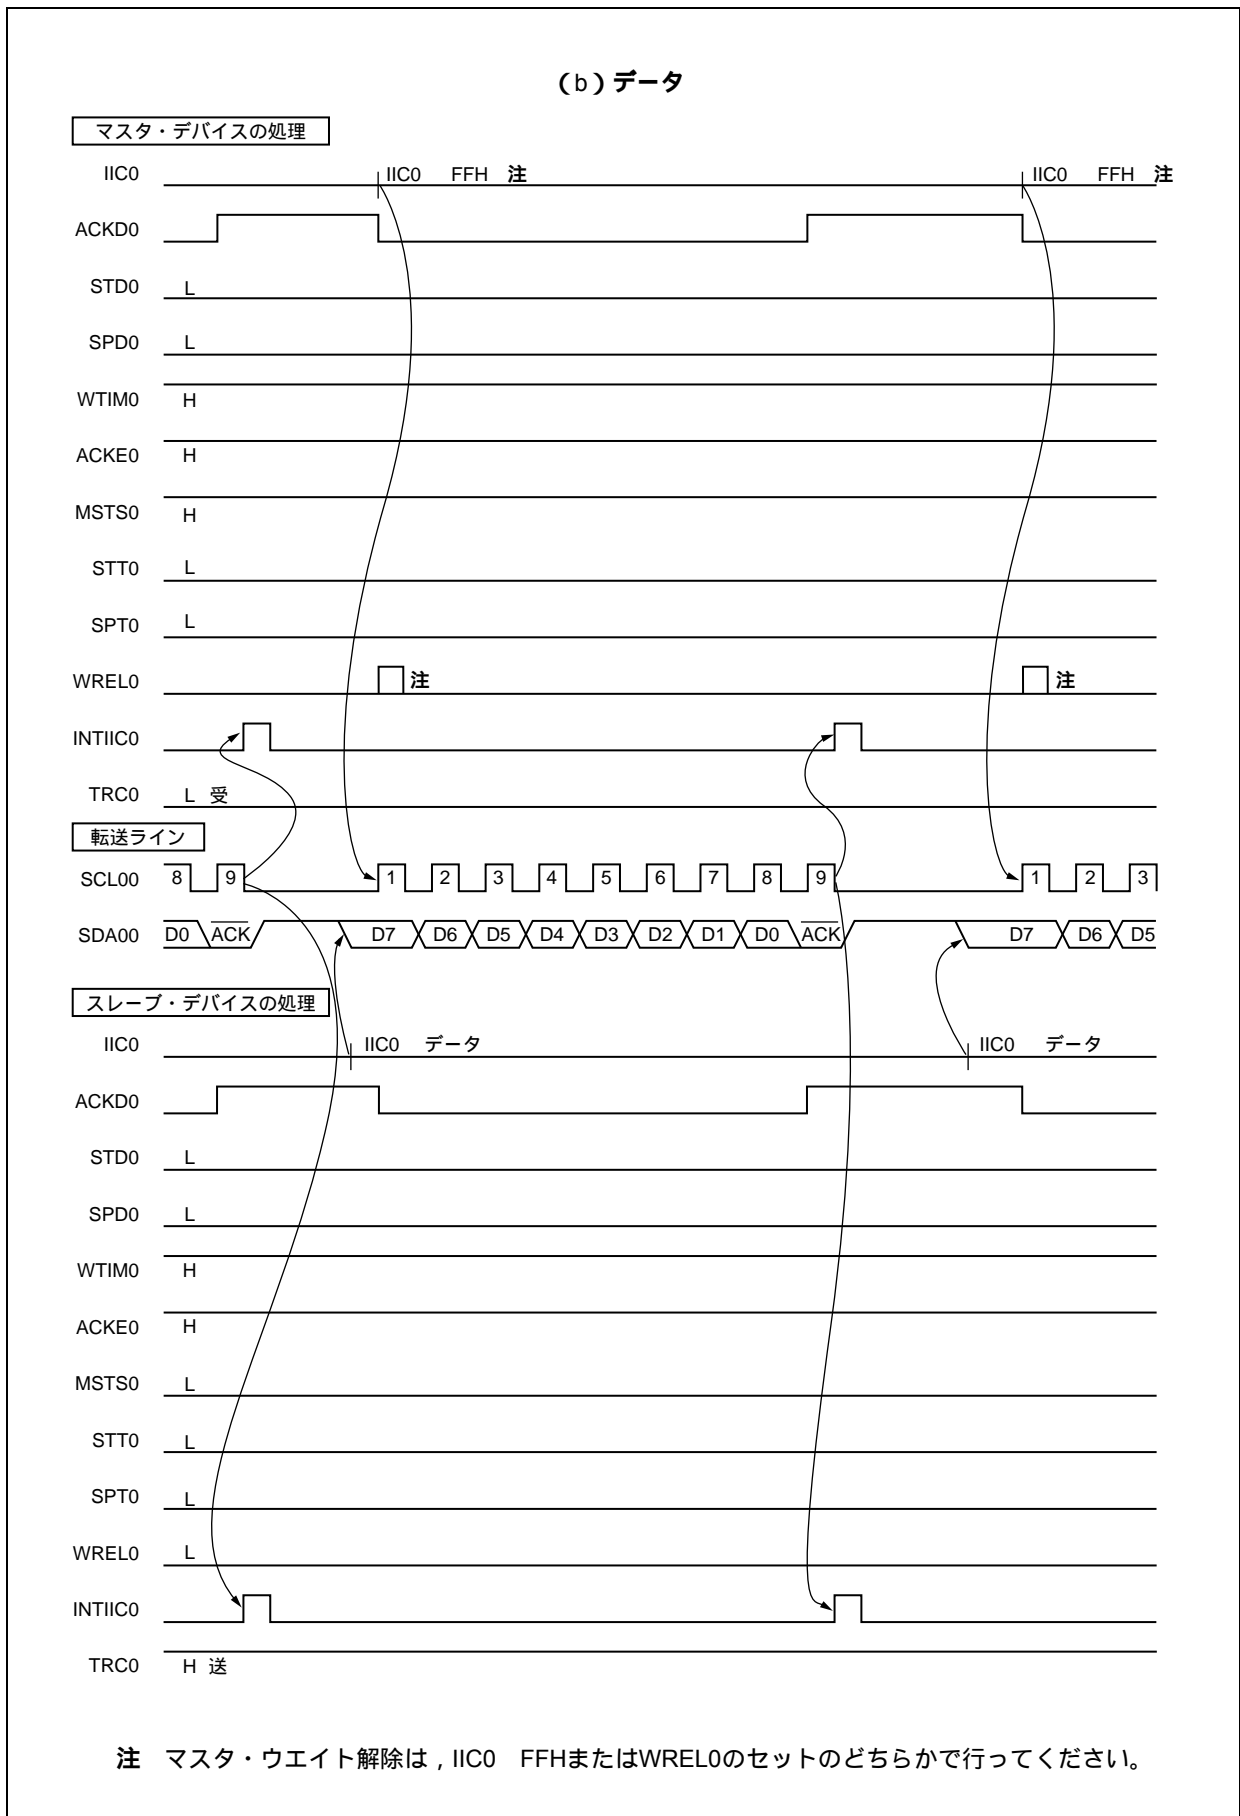 (b)データ
マスタ・デバイスの処理
IIC0 IIC0 FFH 注 IIC0 FFH 注
ACKD0
STD0 L
SPD0 L
WTIM0 H
ACKE0 H
MSTS0 H
STT0 L
SPT0 L
WREL0 注 注
INTIIC0
TRC0 L 受
転送ライン
SCL00 8 9 1 2 3 4 5 6 7 8 9 1 2 3
SDA00 D0 ACK D7 D6 D5 D4 D3 D2 D1 D0 ACK D7 D6 D5
スレーブ・デバイスの処理
IIC0 IIC0 データ IIC0 データ
ACKD0
STD0 L
SPD0 L
WTIM0 H
ACKE0 H
MSTS0 L
STT0 L
SPT0 L
WREL0 L
INTIIC0
TRC0 H 送
注 マスタ・ウエイト解除は,IIC0 FFHまたはWREL0のセットのどちらかで行ってください。